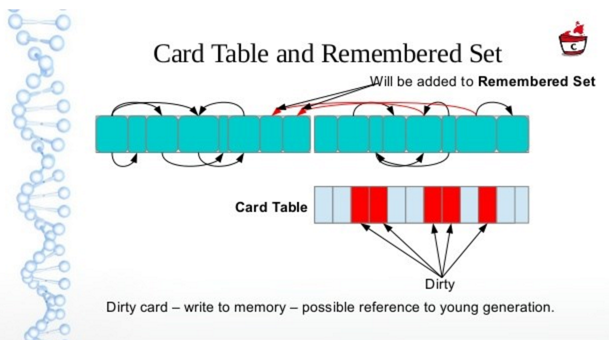 Card Table and Remembered Set
C
Will be added to Remembered Set
Card Table
Dirty
Dirty card – write to memory – possible reference to young generation.